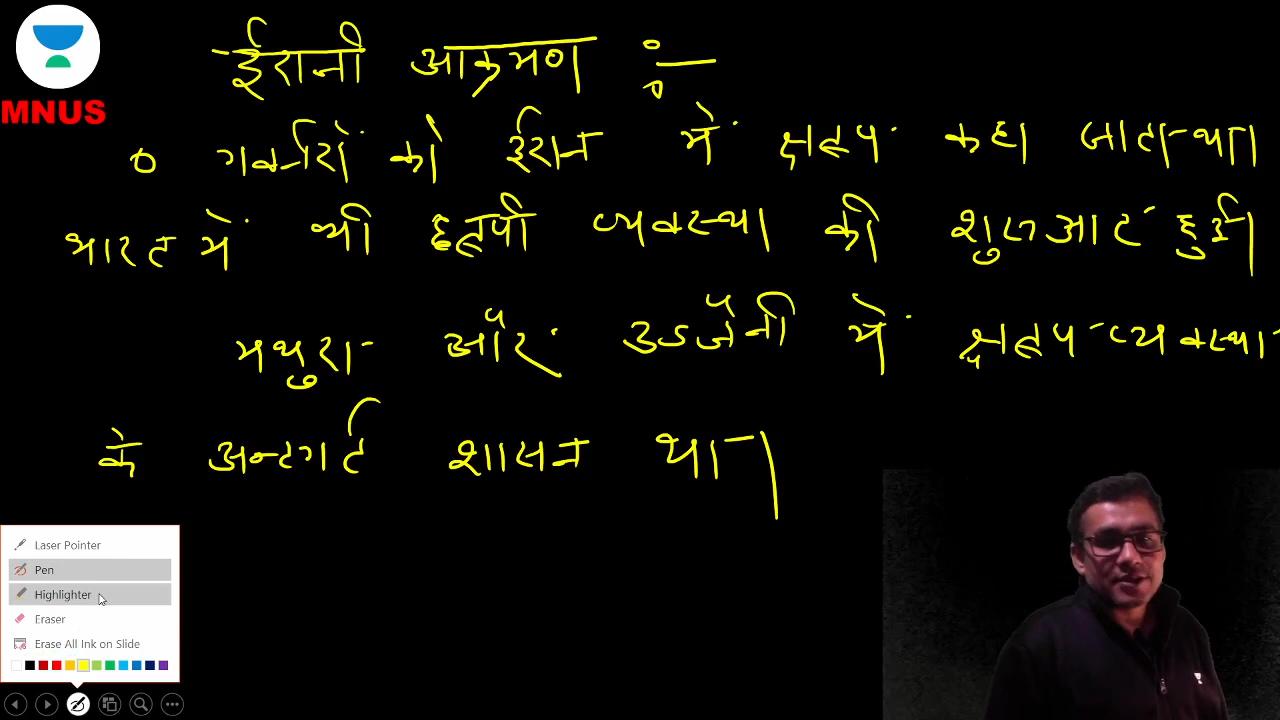 MNUS
ईरानी आक्रमण :-
० गवर्नरों को ईरान में क्षत्रप कहा जाता था।
भारत में भी क्षत्रपी व्यवस्था की शुरुआत हुई।
मथुरा और उज्जैनी में क्षत्रप व्यवस्था
के अन्तर्गत शासन था।
Laser Pointer
Pen
Highlighter
Eraser
Erase All Ink on Slide